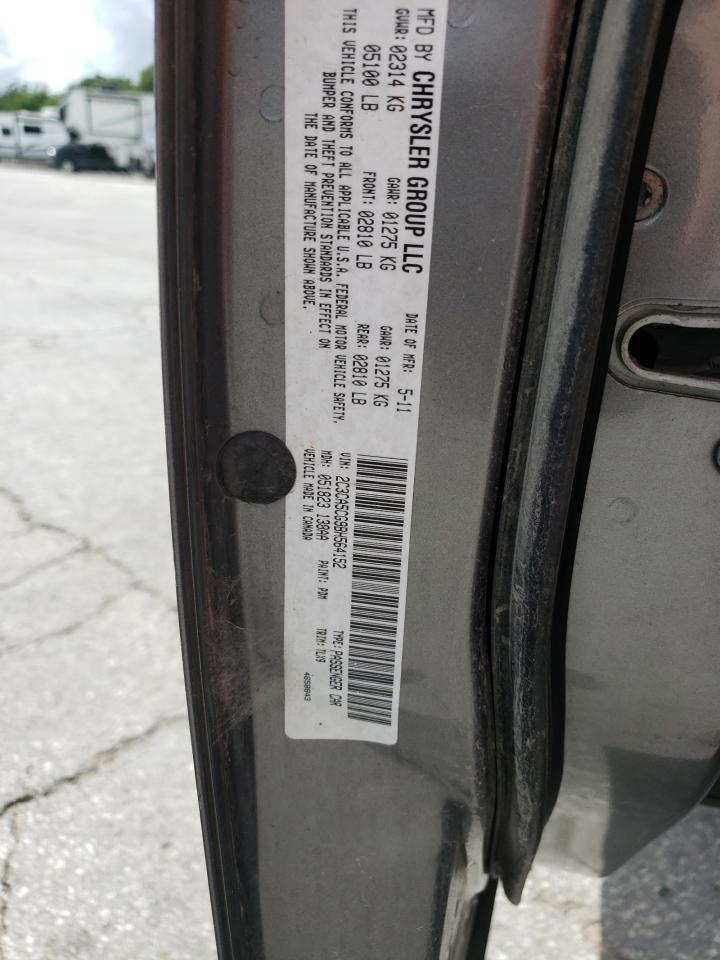 MFD BY CHRYSLER GROUP LLC DATE OF MFR: 5-11
GVWR: 02314 KG GAWR: 01275 KG GAWR: 01275 KG
05100 LB FRONT: 02810 LB REAR: 02810 LB
THIS VEHICLE CONFORMS TO ALL APPLICABLE U.S.A. FEDERAL MOTOR VEHICLE SAFETY,
BUMPER AND THEFT PREVENTION STANDARDS IN EFFECT ON
THE DATE OF MANUFACTURE SHOWN ABOVE.
VIN: 2C3CA5CG9BH564152 TYPE: PASSENGER CAR
MDH: 051823 138AA PAINT: PDM TRIM: TLX9
VEHICLE MADE IN CANADA 4658843